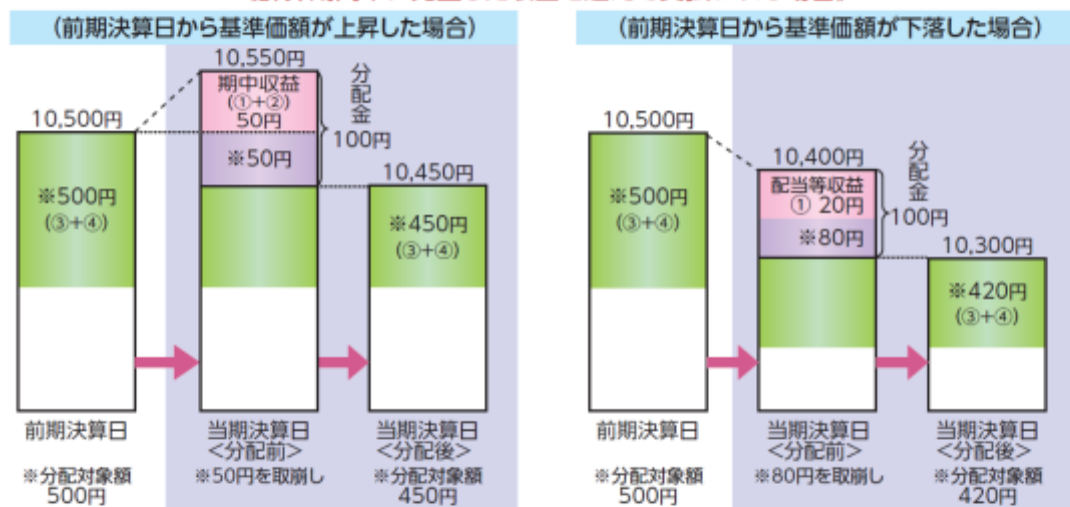 (前期決算日から基準価額が上昇した場合)
10,550円
期中収益
(①+②)
50円
※50円
分配金
100円
10,500円
※500円
(③+④)
10,450円
※450円
(③+④)
前期決算日
※分配対象額
500円
当期決算日
<分配前>
※50円を取崩し
当期決算日
<分配後>
※分配対象額
450円
(前期決算日から基準価額が下落した場合)
10,500円
※500円
(③+④)
10,400円
配当等収益
① 20円
※80円
分配金
100円
10,300円
※420円
(③+④)
前期決算日
※分配対象額
500円
当期決算日
<分配前>
※80円を取崩し
当期決算日
<分配後>
※分配対象額
420円